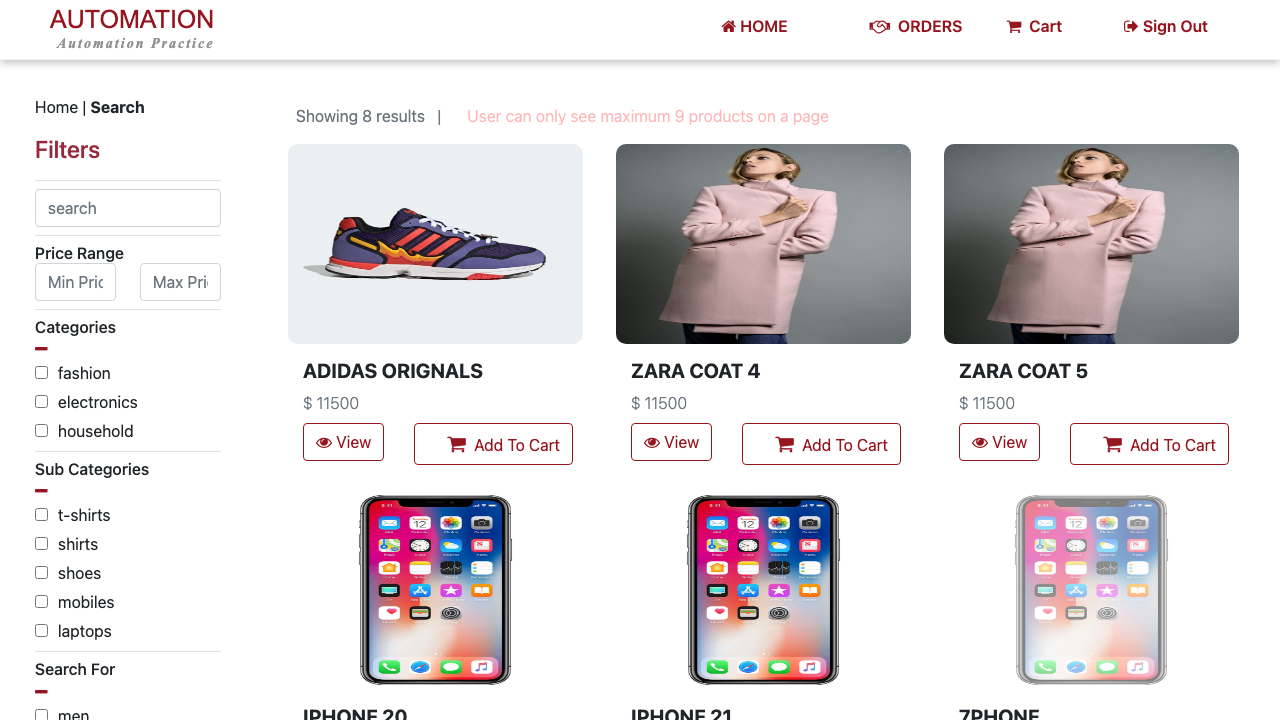 AUTOMATION
Automation Practice
HOME
ORDERS
Cart
Sign Out
Home | Search
Filters
search
Price Range
Min Pric
Max Pri
Categories
fashion
electronics
household
Sub Categories
t-shirts
shirts
shoes
mobiles
laptops
Search For
men
Showing 8 results |
User can only see maximum 9 products on a page
ADIDAS ORIGNALS
$ 11500
View
Add To Cart
ZARA COAT 4
$ 11500
View
Add To Cart
ZARA COAT 5
$ 11500
View
Add To Cart
IPHONE 20
IPHONE 21
7PHONE